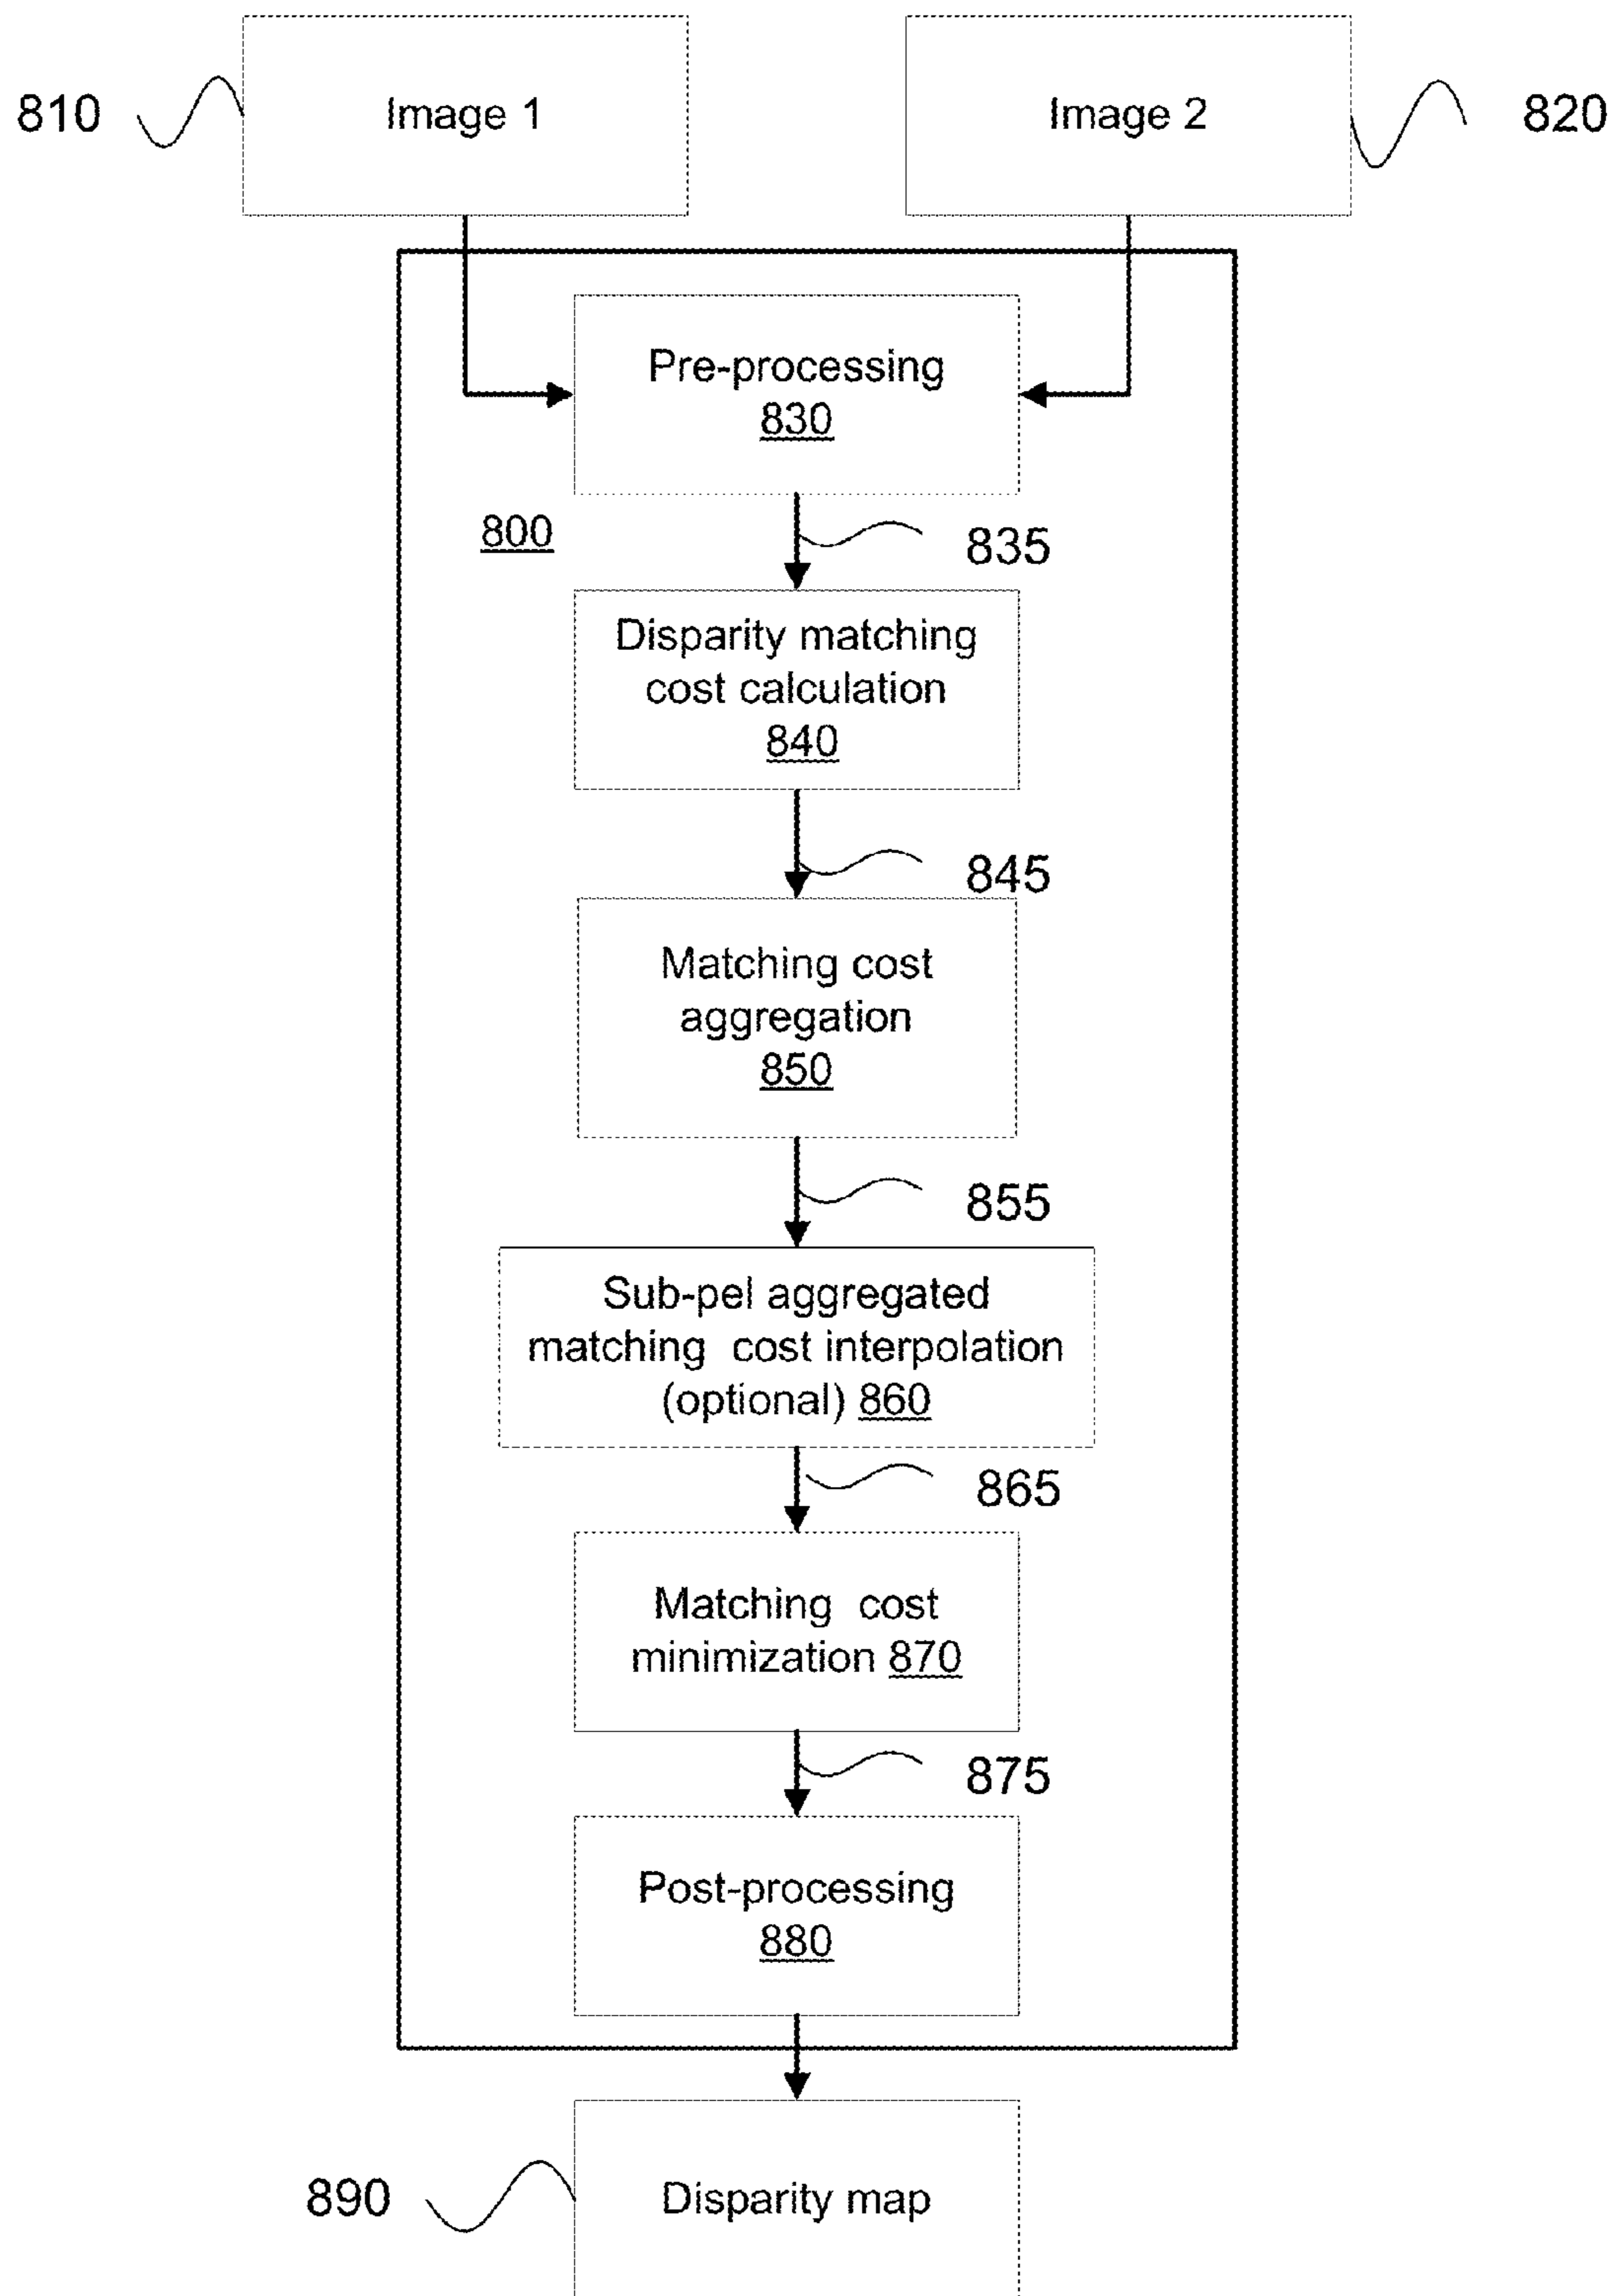 810
Image 1
Image 2
820
Pre-processing
830
800
835
Disparity matching
cost calculation
840
845
Matching cost
aggregation
850
855
Sub-pel aggregated
matching cost interpolation
(optional) 860
865
Matching cost
minimization 870
875
Post-processing
880
890
Disparity map